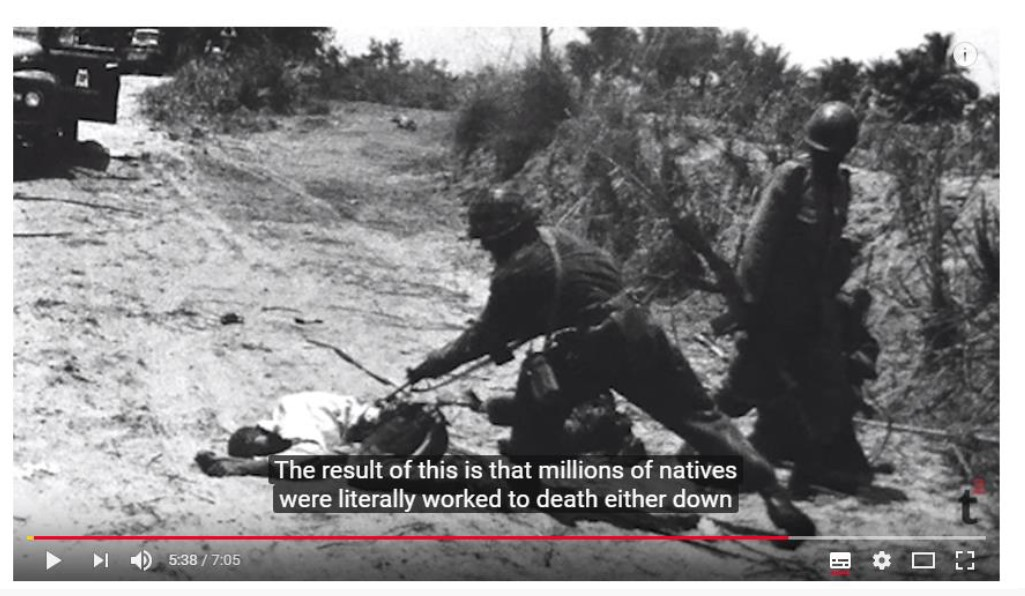 The result of this is that millions of natives
were literally worked to death either down
t³
5:38 / 7:05